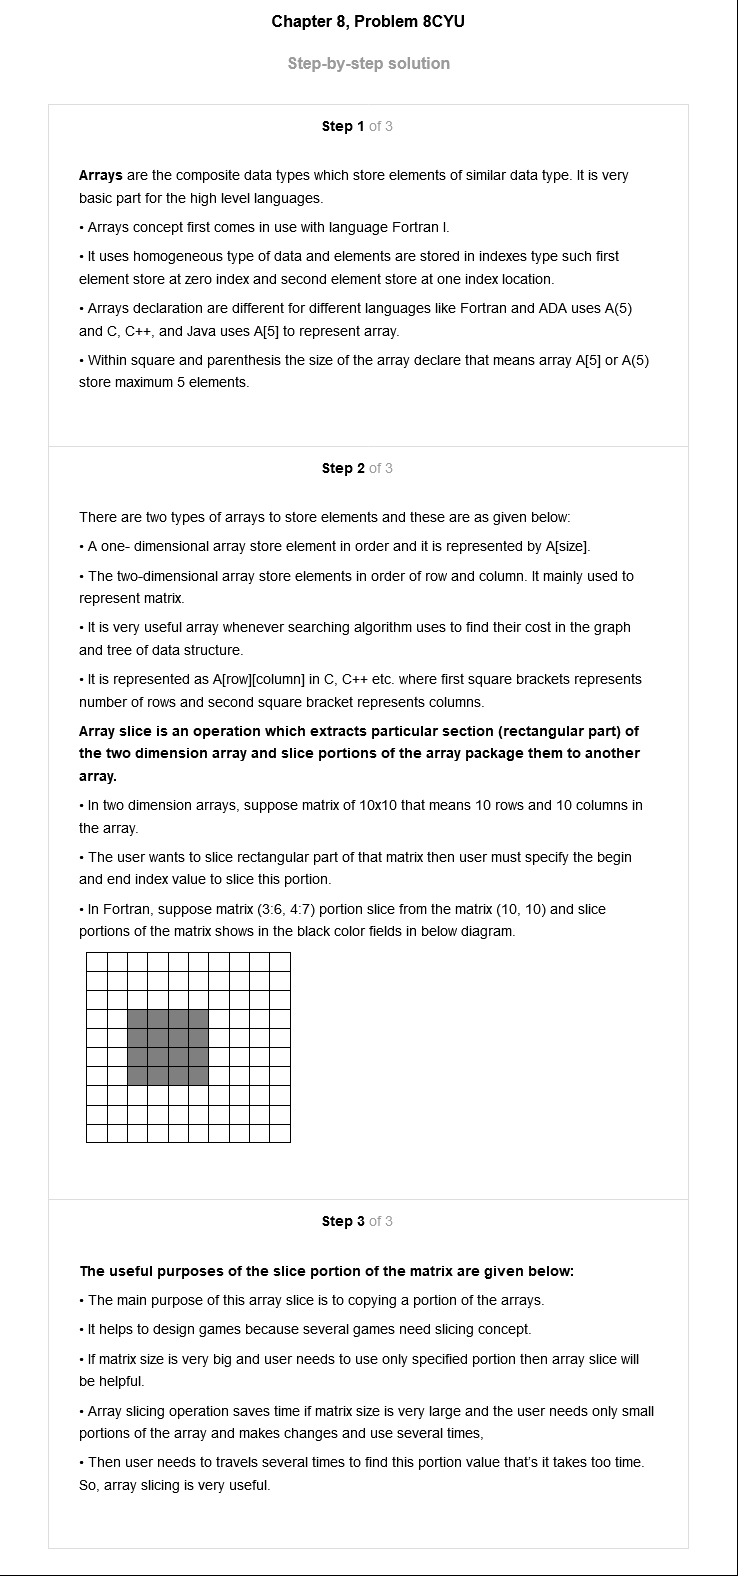 Chapter 8, Problem 8CYU
Step-by-step solution
Step 1 of 3
Arrays are the composite data types which store elements of similar data type. It is very
basic part for the high level languages.
• Arrays concept first comes in use with language Fortran I.
• It uses homogeneous type of data and elements are stored in indexes type such first
element store at zero index and second element store at one index location.
• Arrays declaration are different for different languages like Fortran and ADA uses A(5)
and C, C++, and Java uses A[5] to represent array.
• Within square and parenthesis the size of the array declare that means array A[5] or A(5)
store maximum 5 elements.
Step 2 of 3
There are two types of arrays to store elements and these are as given below:
• A one- dimensional array store element in order and it is represented by A[size].
• The two-dimensional array store elements in order of row and column. It mainly used to
represent matrix.
• It is very useful array whenever searching algorithm uses to find their cost in the graph
and tree of data structure.
• It is represented as A[row][column] in C, C++ etc. where first square brackets represents
number of rows and second square bracket represents columns.
Array slice is an operation which extracts particular section (rectangular part) of
the two dimension array and slice portions of the array package them to another
array.
• In two dimension arrays, suppose matrix of 10x10 that means 10 rows and 10 columns in
the array.
• The user wants to slice rectangular part of that matrix then user must specify the begin
and end index value to slice this portion.
• In Fortran, suppose matrix (3:6, 4:7) portion slice from the matrix (10, 10) and slice
portions of the matrix shows in the black color fields in below diagram.
Step 3 of 3
The useful purposes of the slice portion of the matrix are given below:
• The main purpose of this array slice is to copying a portion of the arrays.
• It helps to design games because several games need slicing concept.
• If matrix size is very big and user needs to use only specified portion then array slice will
be helpful.
• Array slicing operation saves time if matrix size is very large and the user needs only small
portions of the array and makes changes and use several times,
• Then user needs to travels several times to find this portion value that's it takes too time.
So, array slicing is very useful.